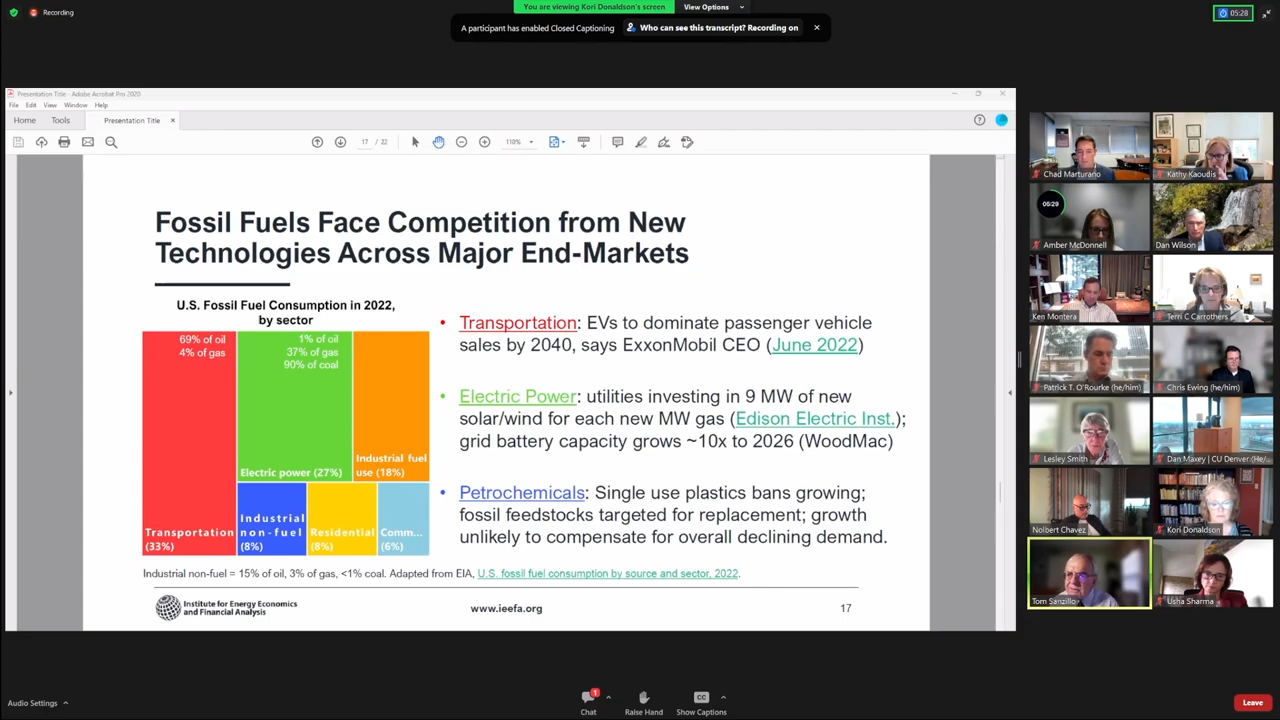 Recording
You are viewing Kori Donaldson's screen
View Options
05:28
A participant has enabled Closed Captioning
Who can see this transcript? Recording on
Presentation Title - Adobe Acrobat Pro 2020
File Edit View Window Help
Home
Tools
Presentation Title
17 / 22
110%
Fossil Fuels Face Competition from New
Technologies Across Major End-Markets
U.S. Fossil Fuel Consumption in 2022,
by sector
69% of oil
4% of gas
1% of oil
37% of gas
90% of coal
Electric power (27%)
Industrial fuel
use (18%)
Transportation
(33%)
Industrial
non-fuel
(8%)
Residential
(8%)
Comm...
(6%)
• Transportation: EVs to dominate passenger vehicle
sales by 2040, says ExxonMobil CEO (June 2022)
• Electric Power: utilities investing in 9 MW of new
solar/wind for each new MW gas (Edison Electric Inst.);
grid battery capacity grows ~10x to 2026 (WoodMac)
• Petrochemicals: Single use plastics bans growing;
fossil feedstocks targeted for replacement; growth
unlikely to compensate for overall declining demand.
Industrial non-fuel = 15% of oil, 3% of gas, <1% coal. Adapted from EIA, U.S. fossil fuel consumption by source and sector, 2022.
Institute for Energy Economics
and Financial Analysis
www.ieefa.org
17
Chad Marturano
Kathy Kaoudis
05:29
Amber McDonnell
Dan Wilson
Ken Montera
Terri C Carrothers
Patrick T. O'Rourke (he/him)
Chris Ewing (he/him)
Lesley Smith
Dan Maxey | CU Denver (He/...
Nolbert Chavez
Kori Donaldson
Tom Sanzillo
Usha Sharma
Audio Settings
1
Chat
Raise Hand
CC
Show Captions
Leave